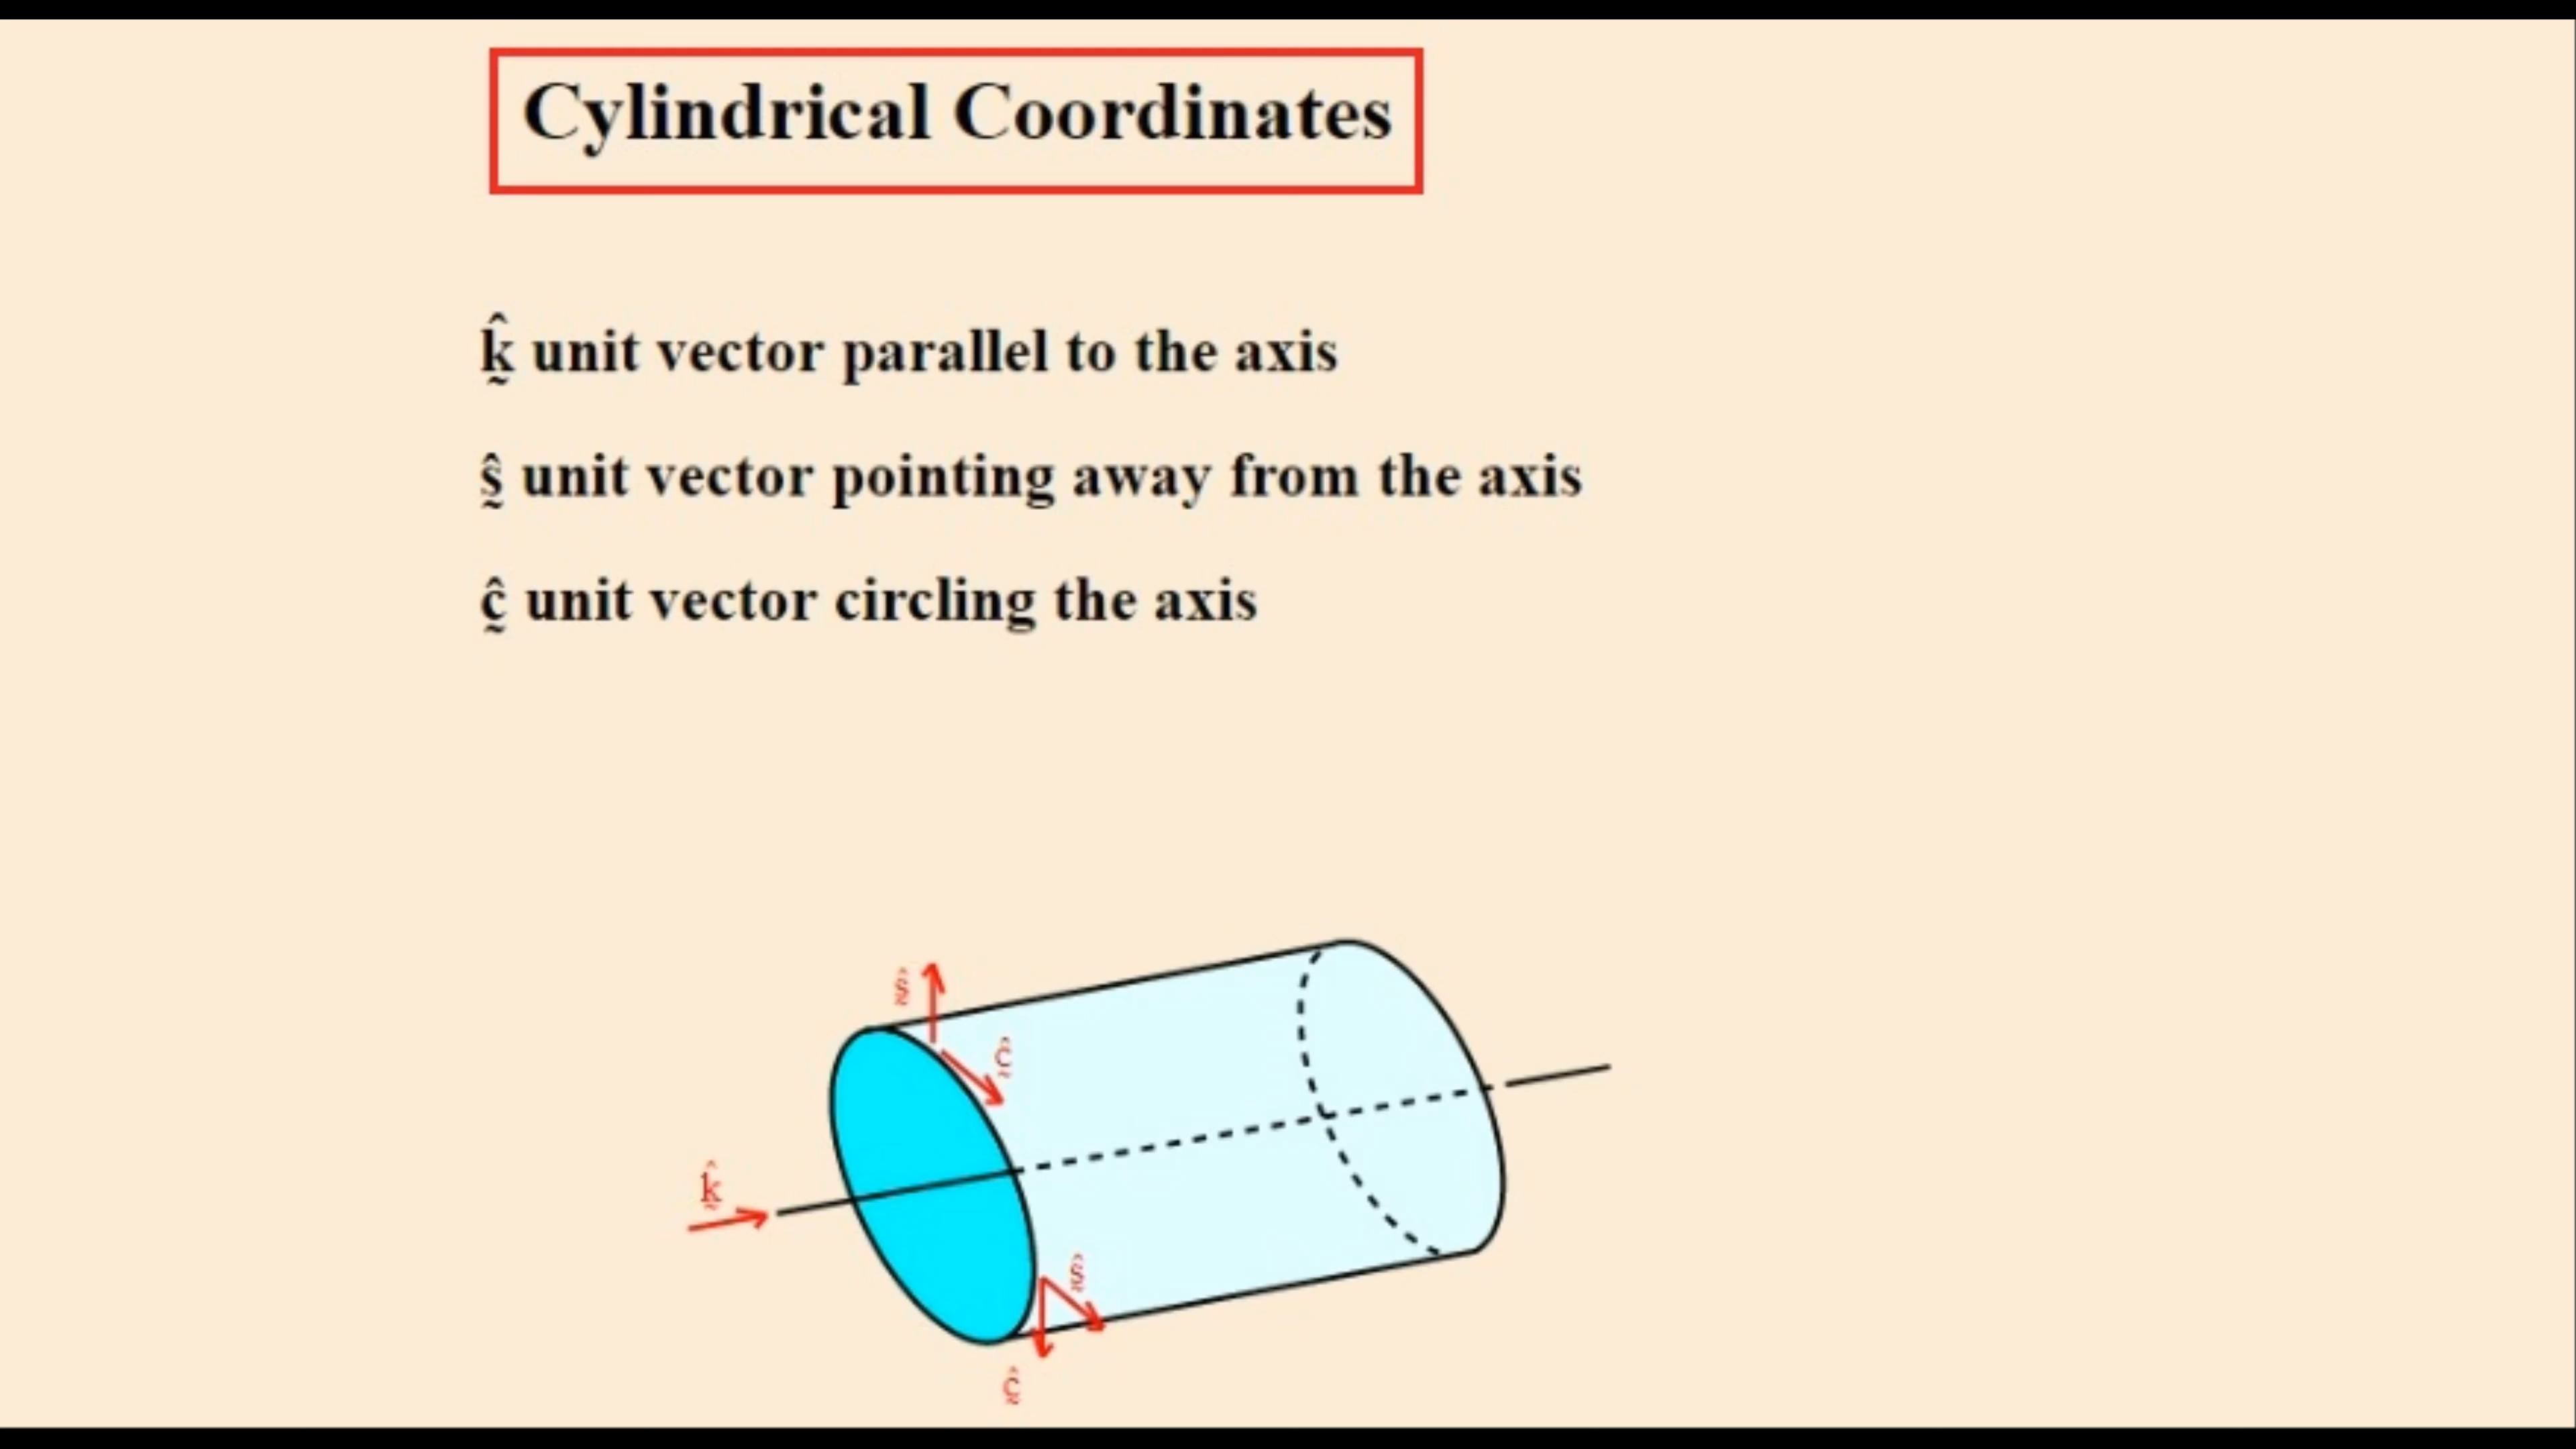 Cylindrical Coordinates
k̰̂ unit vector parallel to the axis
ŝ̰ unit vector pointing away from the axis
ĉ̰ unit vector circling the axis
ŝ̰
ĉ̰
k̰̂
ŝ̰
ĉ̰